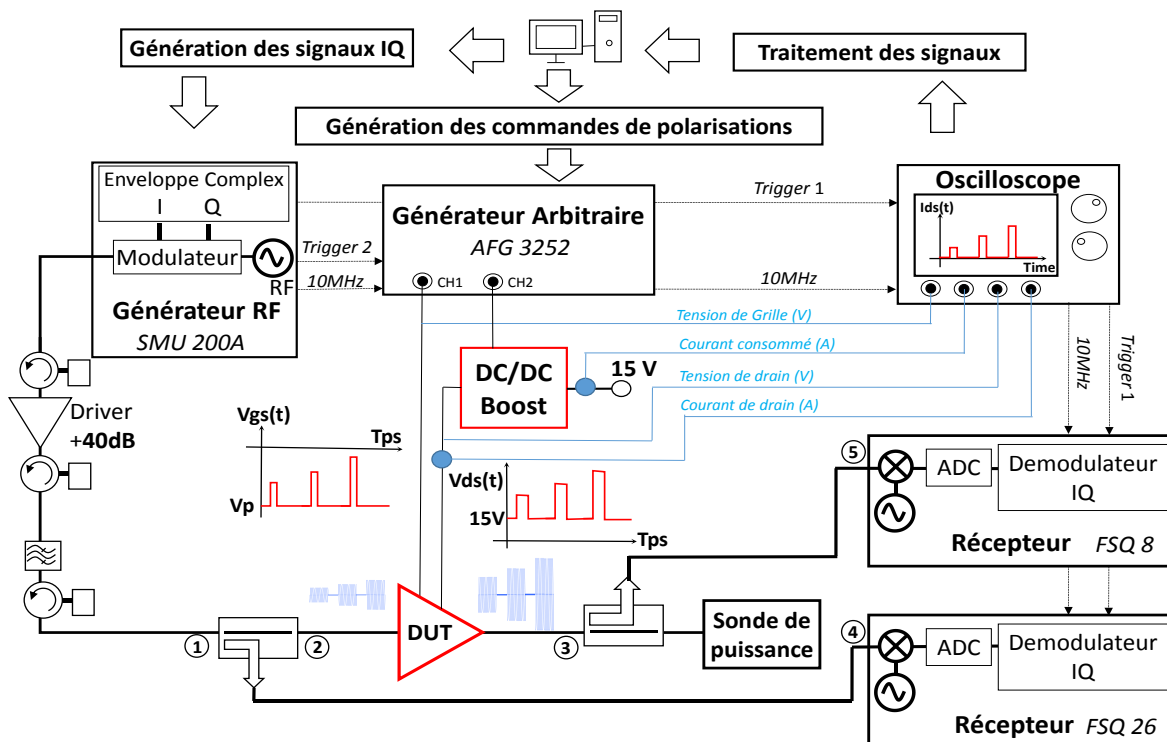 Génération des signaux IQ
Traitement des signaux
Génération des commandes de polarisations
Enveloppe Complex
I Q
Modulateur
RF
Générateur RF
SMU 200A
Trigger 2
10MHz
Générateur Arbitraire
AFG 3252
CH1
CH2
Trigger 1
10MHz
Oscilloscope
Ids(t)
Time
Tension de Grille (V)
Courant consommé (A)
Tension de drain (V)
Courant de drain (A)
10MHz
Trigger 1
DC/DC
Boost
15 V
Driver
+40dB
Vgs(t)
Tps
Vp
Vds(t)
15V
Tps
5
ADC
Demodulateur
IQ
Récepteur FSQ 8
1
2
DUT
3
Sonde de
puissance
4
ADC
Demodulateur
IQ
Récepteur FSQ 26